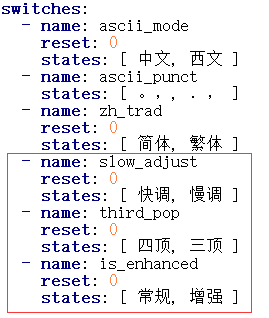 switches:
  - name: ascii_mode
    reset: 0
    states: [ 中文, 西文 ]
  - name: ascii_punct
    reset: 0
    states: [ 。，, ．， ]
  - name: zh_trad
    reset: 0
    states: [ 简体, 繁体 ]
  - name: slow_adjust
    reset: 0
    states: [ 快调, 慢调 ]
  - name: third_pop
    reset: 0
    states: [ 四顶, 三顶 ]
  - name: is_enhanced
    reset: 0
    states: [ 常规, 增强 ]